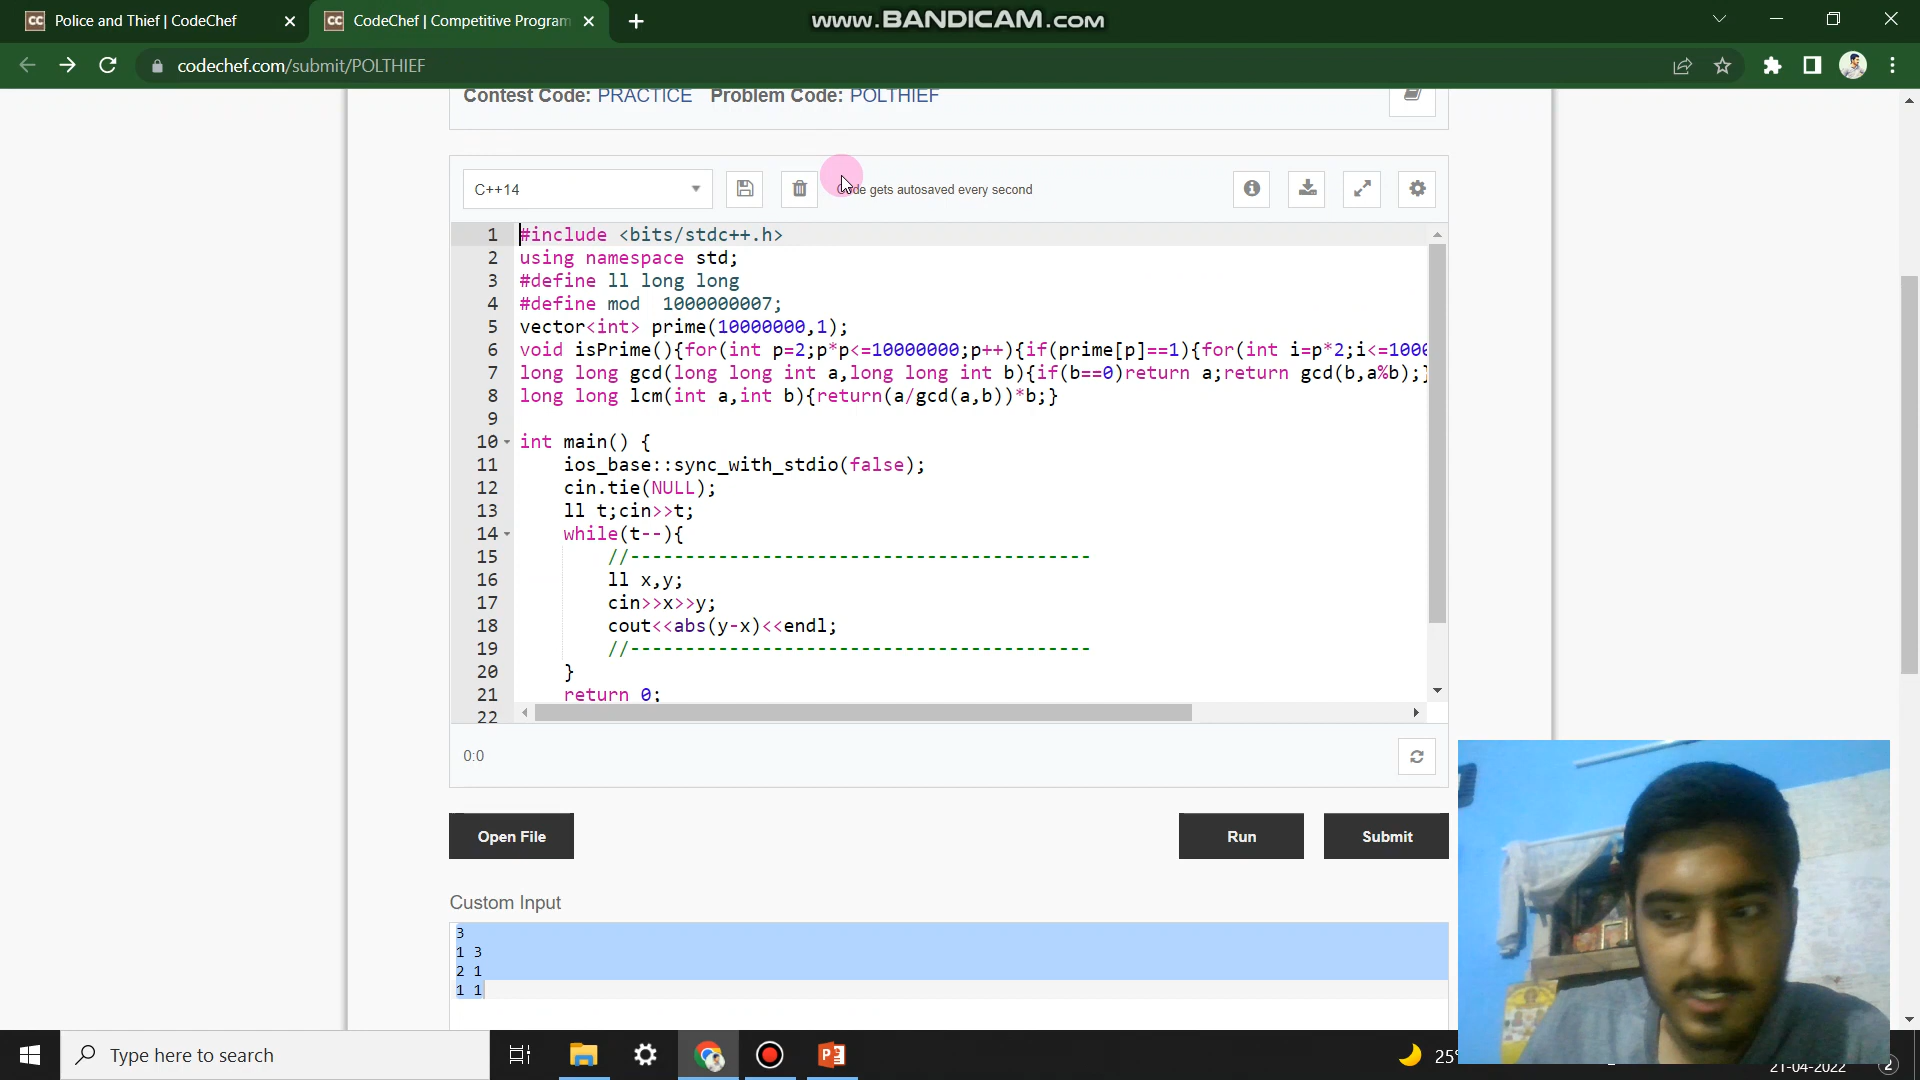 Police and Thief | CodeChef
CodeChef | Competitive Program
www.BANDICAM.com
codechef.com/submit/POLTHIEF
Contest Code: PRACTICE Problem Code: POLTHIEF
C++14
Code gets autosaved every second
1 #include <bits/stdc++.h>
2 using namespace std;
3 #define ll long long
4 #define mod  1000000007;
5 vector<int> prime(10000000,1);
6 void isPrime(){for(int p=2;p*p<=10000000;p++){if(prime[p]==1){for(int i=p*2;i<=1000
7 long long gcd(long long int a,long long int b){if(b==0)return a;return gcd(b,a%b);}
8 long long lcm(int a,int b){return(a/gcd(a,b))*b;}
9
10 int main() {
11 ios_base::sync_with_stdio(false);
12 cin.tie(NULL);
13 ll t;cin>>t;
14 while(t--){
15 //------------------------------------------
16 ll x,y;
17 cin>>x>>y;
18 cout<<abs(y-x)<<endl;
19 //------------------------------------------
20 }
21 return 0;
22
0:0
Open File
Run
Submit
Custom Input
3
1 3
2 1
1 1
Type here to search
25°
21-04-2022
2